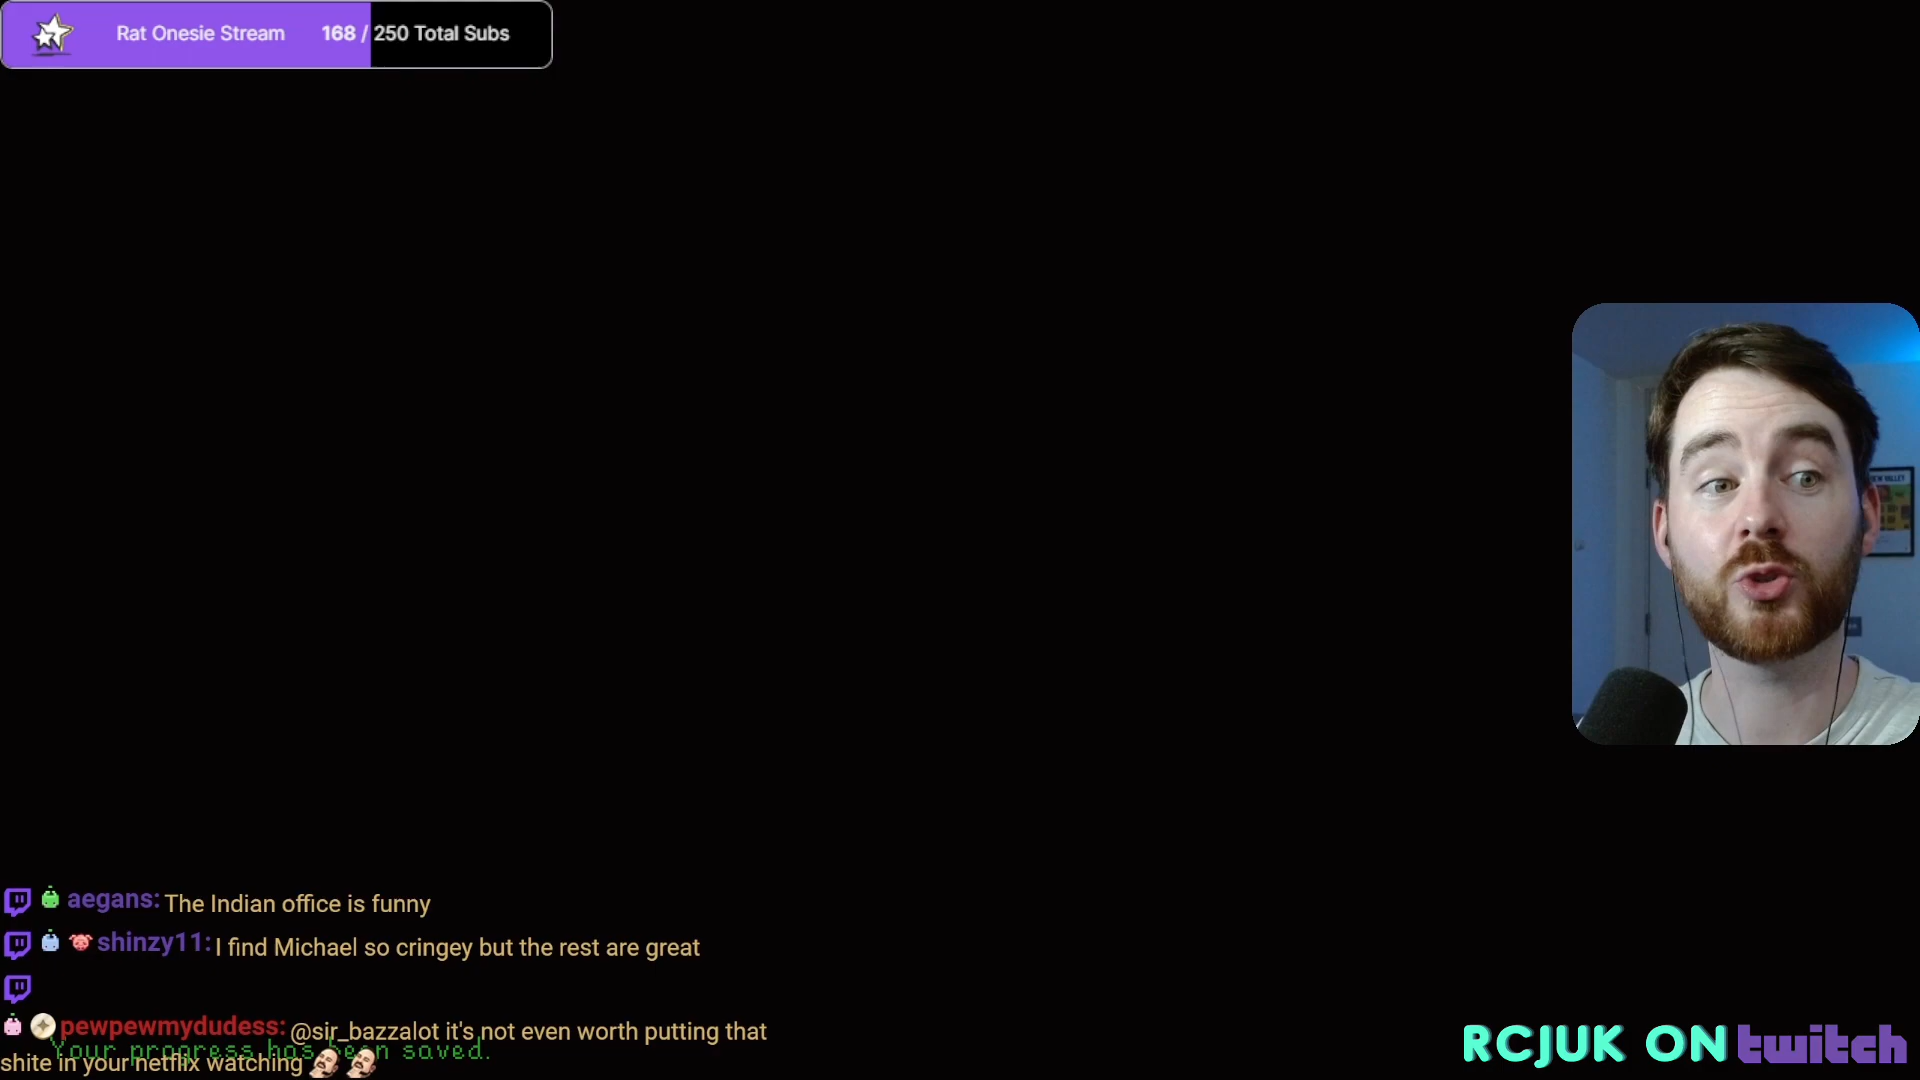 Rat Onesie Stream 168 / 250 Total Subs
EW VALLEY
aegans: The Indian office is funny
shinzy11: I find Michael so cringey but the rest are great
pewpewmydudess: @sir_bazzalot it's not even worth putting that
Your progress has been saved.
shite in your netflix watching
RCJUK ON twitch